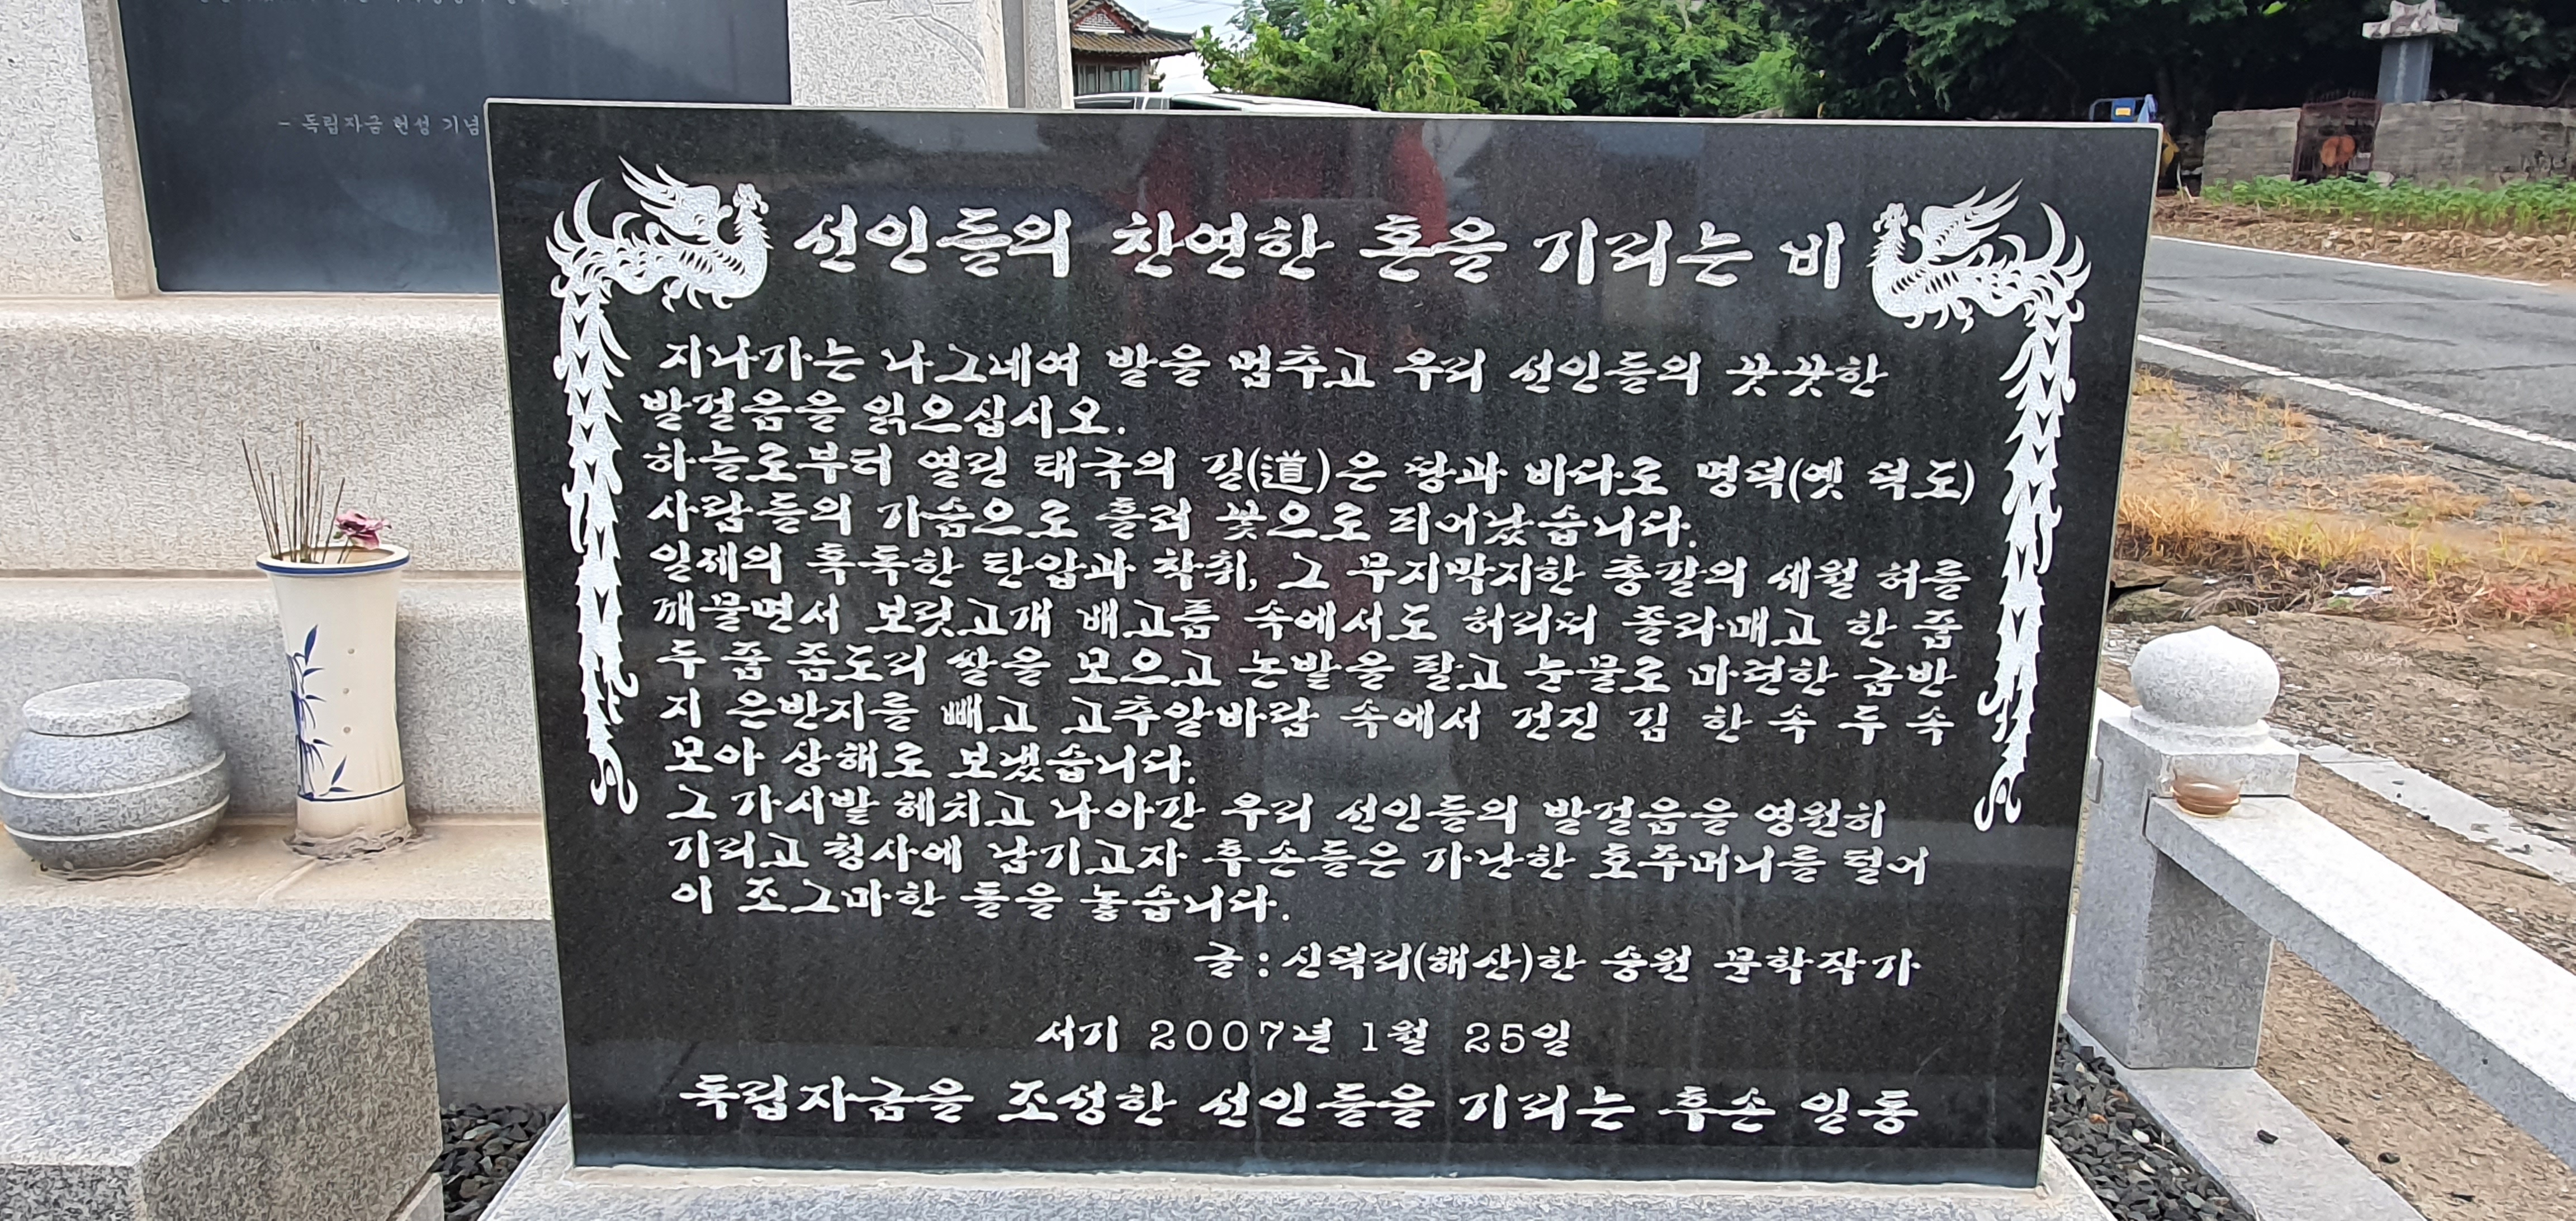 - 독립자금 헌성 기념
선인들의 찬연한 혼을 기리는 비
지나가는 나그네여 발을 멈추고 우리 선인들의 끗끗한
발걸음을 읽으십시오.
하늘로부터 열린 태국의 길(道)은 창과 바다로 명덕(옛 덕도)
사람들의 가슴으로 흘러 꽃으로 피어났습니다.
일제의 혹독한 탄압과 착취, 그 무지막지한 총칼의 세월 혀를
깨물면서 보릿고개 배고픔 속에서도 허리띠 졸라매고 한 줌
두 줌 좀도리 쌀을 모으고 논밭을 팔고 눈물로 마련한 금반
지 은반지를 빼고 고추알바람 속에서 건진 김 한 속 두 속
모아 상해로 보냈습니다.
그 가시밭 헤치고 나아간 우리 선인들의 발걸음을 영원히
기리고 청사에 남기고자 후손들은 가난한 호주머니를 털어
이 조그마한 돌을 놓습니다.
글 : 신덕리(해산)한 승원 문학작가
서기 2007년 1월 25일
독립자금을 조성한 선인들을 기리는 후손 일동